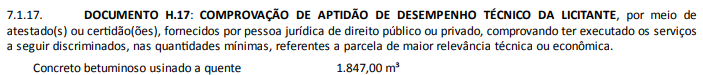 7.1.17. DOCUMENTO H.17: COMPROVAÇÃO DE APTIDÃO DE DESEMPENHO TÉCNICO DA LICITANTE, por meio de
atestado(s) ou certidão(ões), fornecidos por pessoa jurídica de direito público ou privado, comprovando ter executado os serviços
a seguir discriminados, nas quantidades mínimas, referentes a parcela de maior relevância técnica ou econômica.
Concreto betuminoso usinado a quente 1.847,00 m³